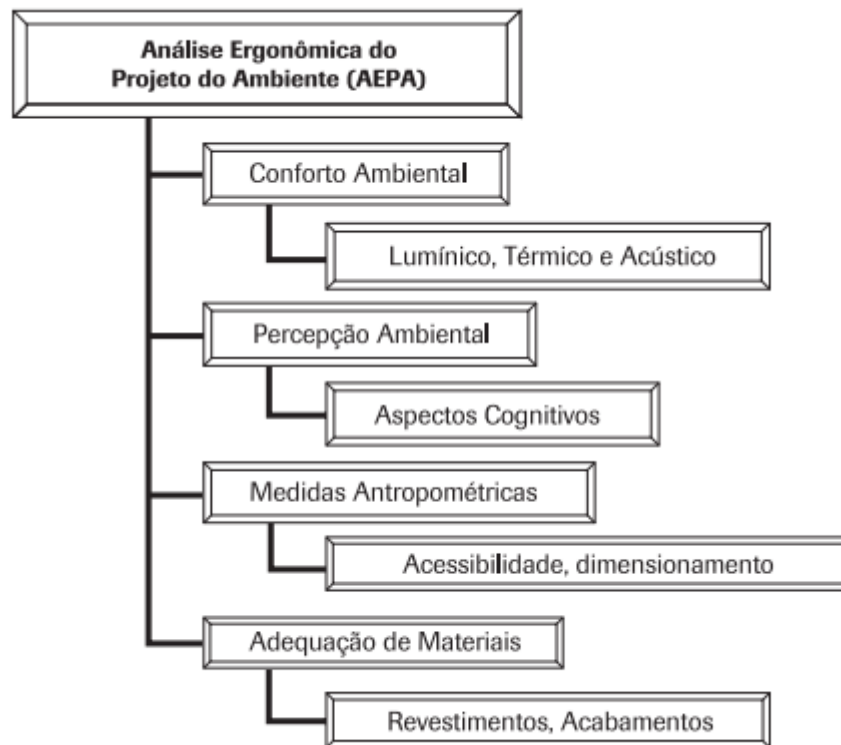 Análise Ergonômica do
Projeto do Ambiente (AEPA)
Conforto Ambiental
Lumínico, Térmico e Acústico
Percepção Ambiental
Aspectos Cognitivos
Medidas Antropométricas
Acessibilidade, dimensionamento
Adequação de Materiais
Revestimentos, Acabamentos